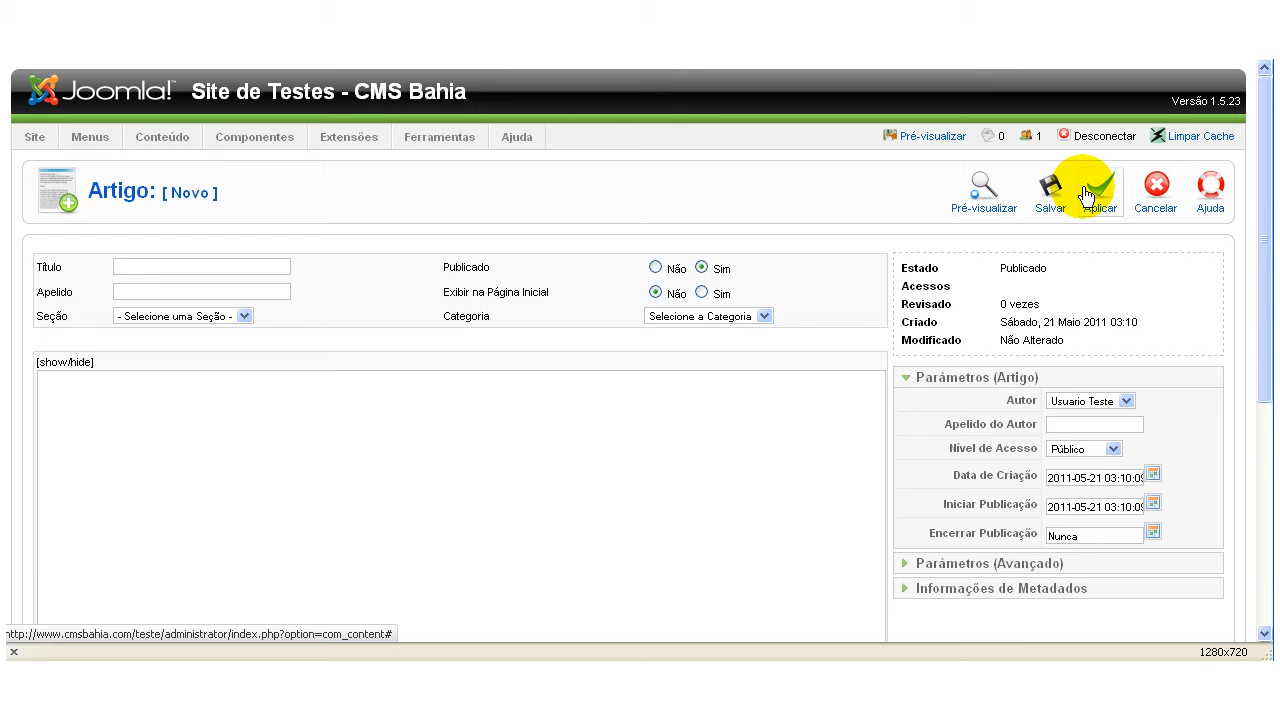 Joomla! Site de Testes - CMS Bahia
Versão 1.5.23
Site Menus Conteúdo Componentes Extensões Ferramentas Ajuda Pré-visualizar 0 1 Desconectar Limpar Cache
Artigo: [ Novo ]
Pré-visualizar Salvar Aplicar Cancelar Ajuda
Título
Publicado Não Sim
Apelido
Exibir na Página Inicial Não Sim
Seção - Selecione uma Seção -
Categoria Selecione a Categoria
[show/hide]
Estado Publicado
Acessos
Revisado 0 vezes
Criado Sábado, 21 Maio 2011 03:10
Modificado Não Alterado
Parâmetros (Artigo)
Autor Usuario Teste
Apelido do Autor
Nível de Acesso Público
Data de Criação 2011-05-21 03:10:09
Iniciar Publicação 2011-05-21 03:10:09
Encerrar Publicação Nunca
Parâmetros (Avançado)
Informações de Metadados
http://www.cmsbahia.com/teste/administrator/index.php?option=com_content#
x 1280x720